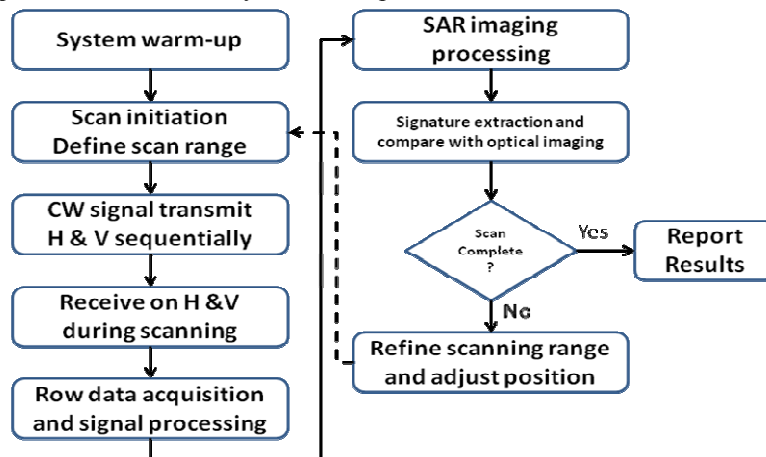 System warm-up
Scan initiation
Define scan range
CW signal transmit
H & V sequentially
Receive on H &V
during scanning
Row data acquisition
and signal processing
SAR imaging
processing
Signature extraction and
compare with optical imaging
Scan
Complete
?
Yes
Report
Results
No
Refine scanning range
and adjust position